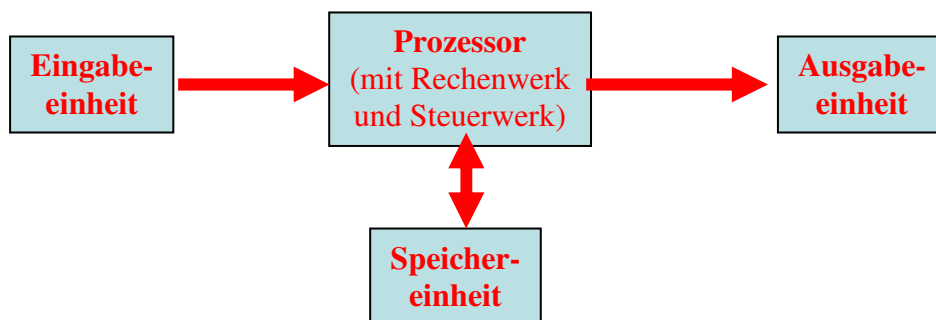 Eingabe-
einheit
Prozessor
(mit Rechenwerk
und Steuerwerk)
Ausgabe-
einheit
Speicher-
einheit